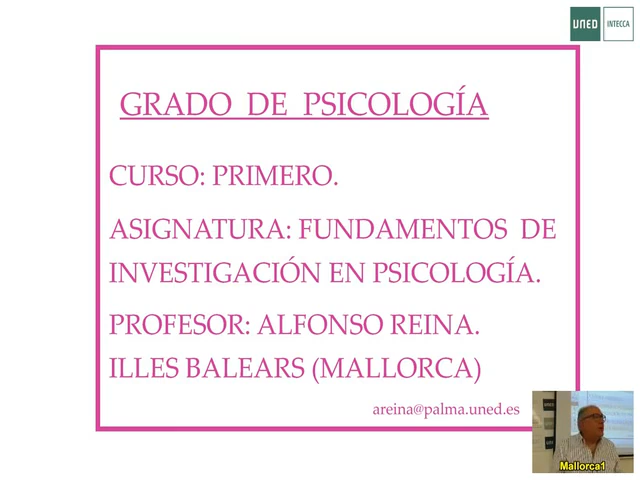 UNED INTECCA
GRADO DE PSICOLOGÍA
CURSO: PRIMERO.
ASIGNATURA: FUNDAMENTOS DE
INVESTIGACIÓN EN PSICOLOGÍA.
PROFESOR: ALFONSO REINA.
ILLES BALEARS (MALLORCA)
areina@palma.uned.es
Mallorca1